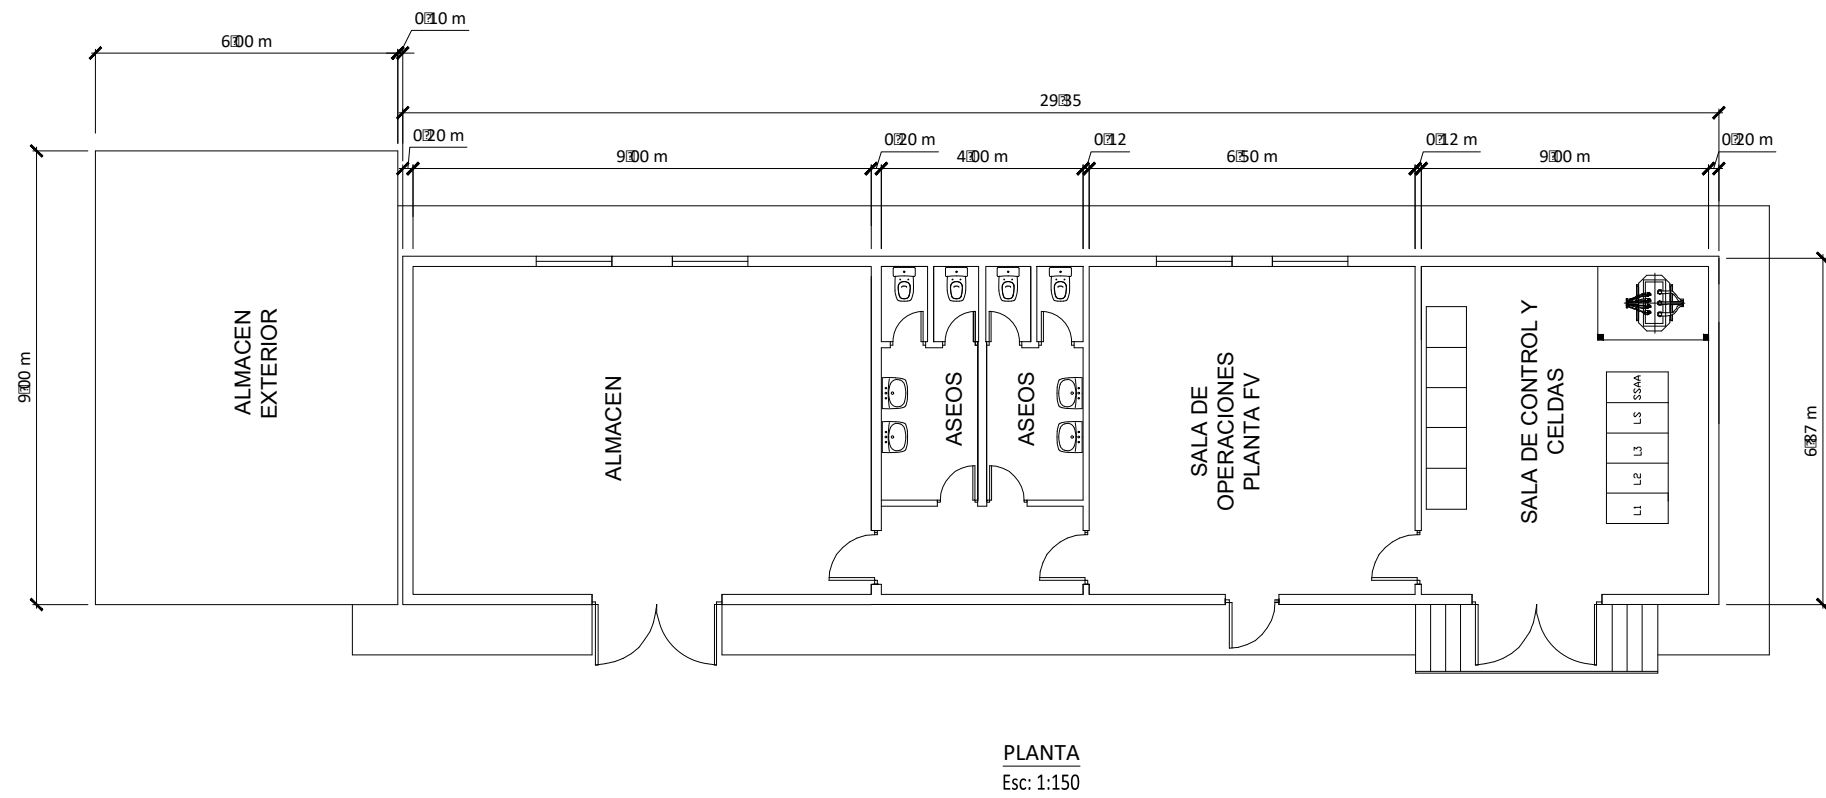 0⍰10 m
6⍰00 m
29⍰35
0⍰20 m
9⍰00 m
0⍰20 m
4⍰00 m
0⍰12
6⍰50 m
0⍰12 m
9⍰00 m
0⍰20 m
9⍰00 m
ALMACEN
EXTERIOR
ALMACEN
ASEOS
ASEOS
SALA DE
OPERACIONES
PLANTA FV
SALA DE CONTROL Y
CELDAS
SSAA
LS
L3
L2
L1
6⍰87 m
PLANTA
Esc: 1:150